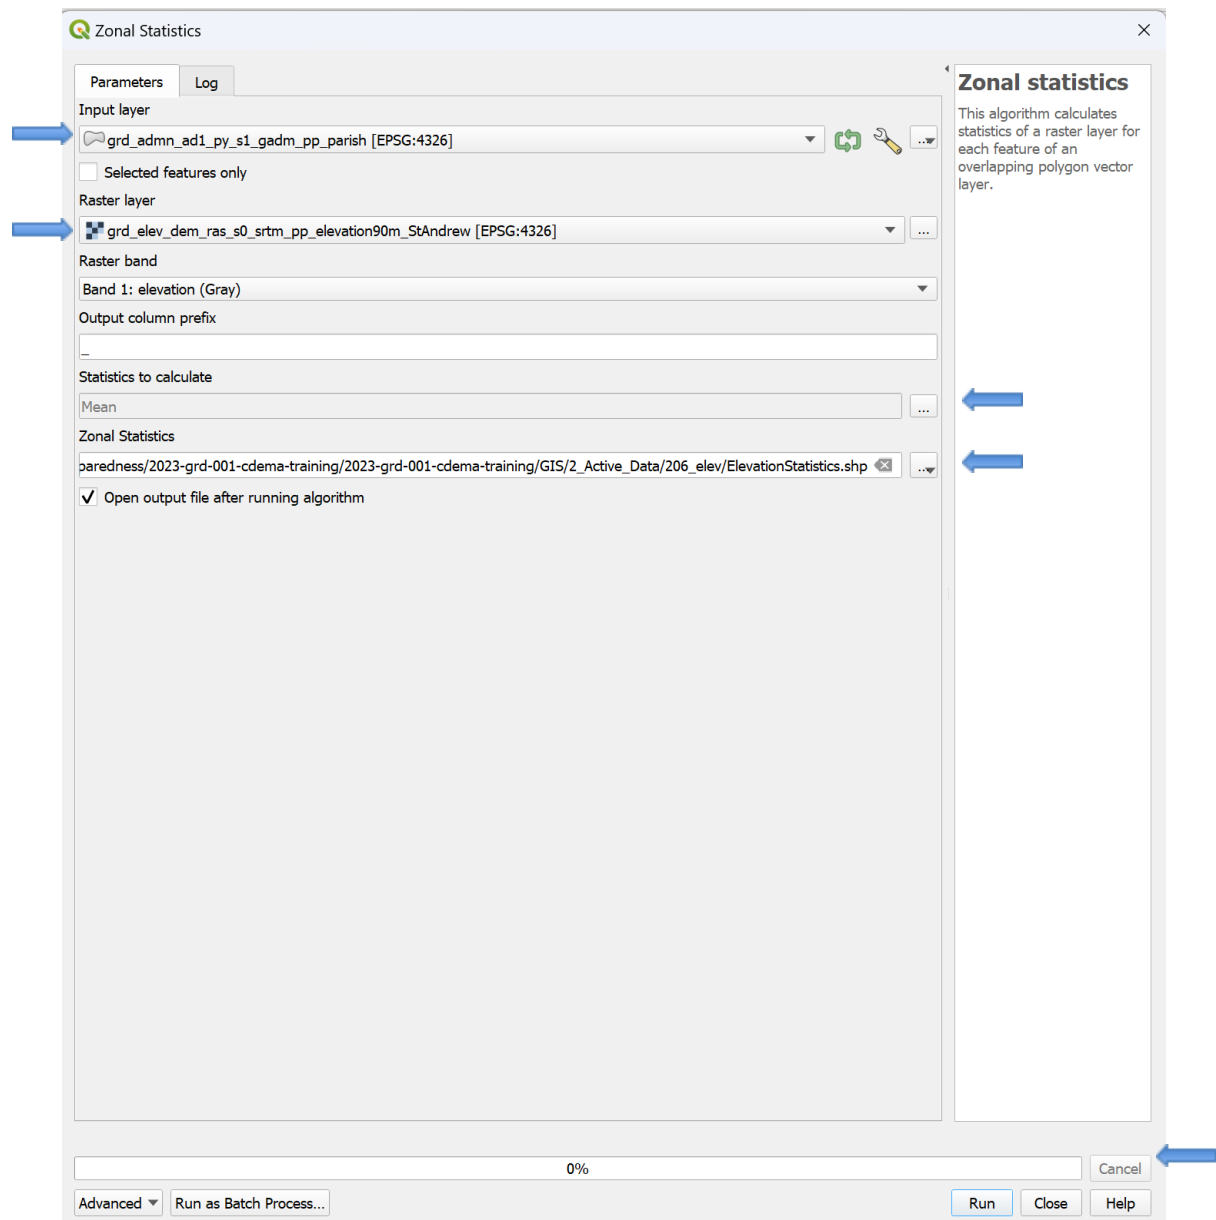 Zonal Statistics
Parameters
Log
Input layer
grd_admn_ad1_py_s1_gadm_pp_parish [EPSG:4326]
...
Selected features only
Raster layer
grd_elev_dem_ras_s0_srtm_pp_elevation90m_StAndrew [EPSG:4326]
...
Raster band
Band 1: elevation (Gray)
Output column prefix
_
Statistics to calculate
Mean
...
Zonal Statistics
paredness/2023-grd-001-cdema-training/2023-grd-001-cdema-training/GIS/2_Active_Data/206_elev/ElevationStatistics.shp
...
Open output file after running algorithm
Zonal statistics
This algorithm calculates
statistics of a raster layer for
each feature of an
overlapping polygon vector
layer.
0%
Cancel
Advanced
Run as Batch Process...
Run
Close
Help